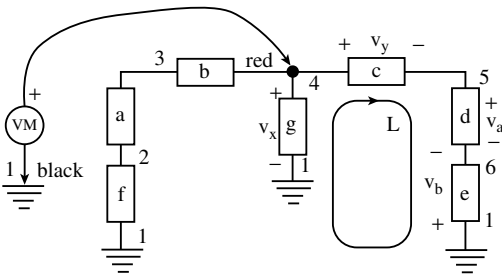 + v_y −
3 red 4 5
b c
+ + +
VM a v_x g L d v_a
− − −
1 black 2 1 6
f v_b e
+
1 1